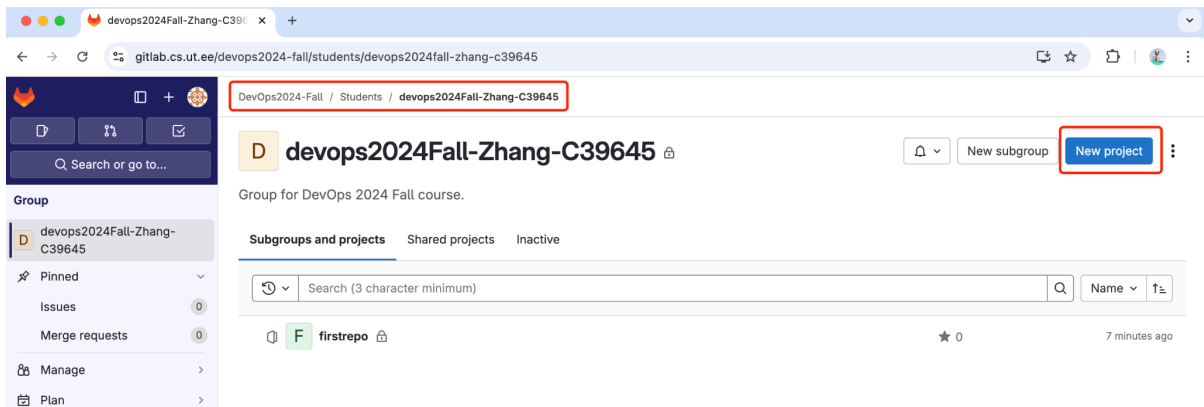 devops2024Fall-Zhang-C396
gitlab.cs.ut.ee/devops2024-fall/students/devops2024fall-zhang-c39645
DevOps2024-Fall / Students / devops2024Fall-Zhang-C39645
Search or go to...
D devops2024Fall-Zhang-C39645
New subgroup
New project
Group for DevOps 2024 Fall course.
Group
D devops2024Fall-Zhang-
C39645
Pinned
Issues 0
Merge requests 0
Manage
Plan
Subgroups and projects Shared projects Inactive
Search (3 character minimum)
Name
F firstrepo 0 7 minutes ago